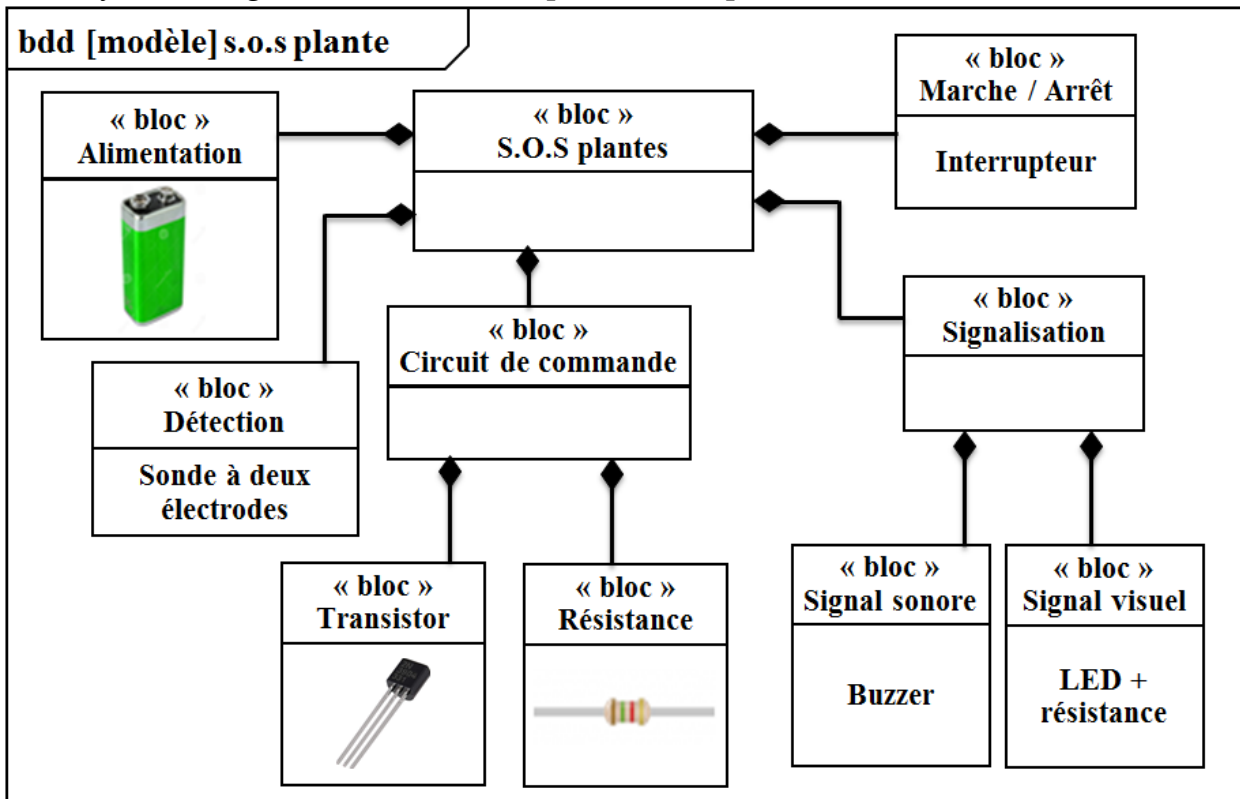 bdd [modèle] s.o.s plante
« bloc »
Alimentation
« bloc »
S.O.S plantes
« bloc »
Marche / Arrêt
Interrupteur
« bloc »
Détection
Sonde à deux
électrodes
« bloc »
Circuit de commande
« bloc »
Signalisation
« bloc »
Transistor
« bloc »
Résistance
« bloc »
Signal sonore
Buzzer
« bloc »
Signal visuel
LED +
résistance